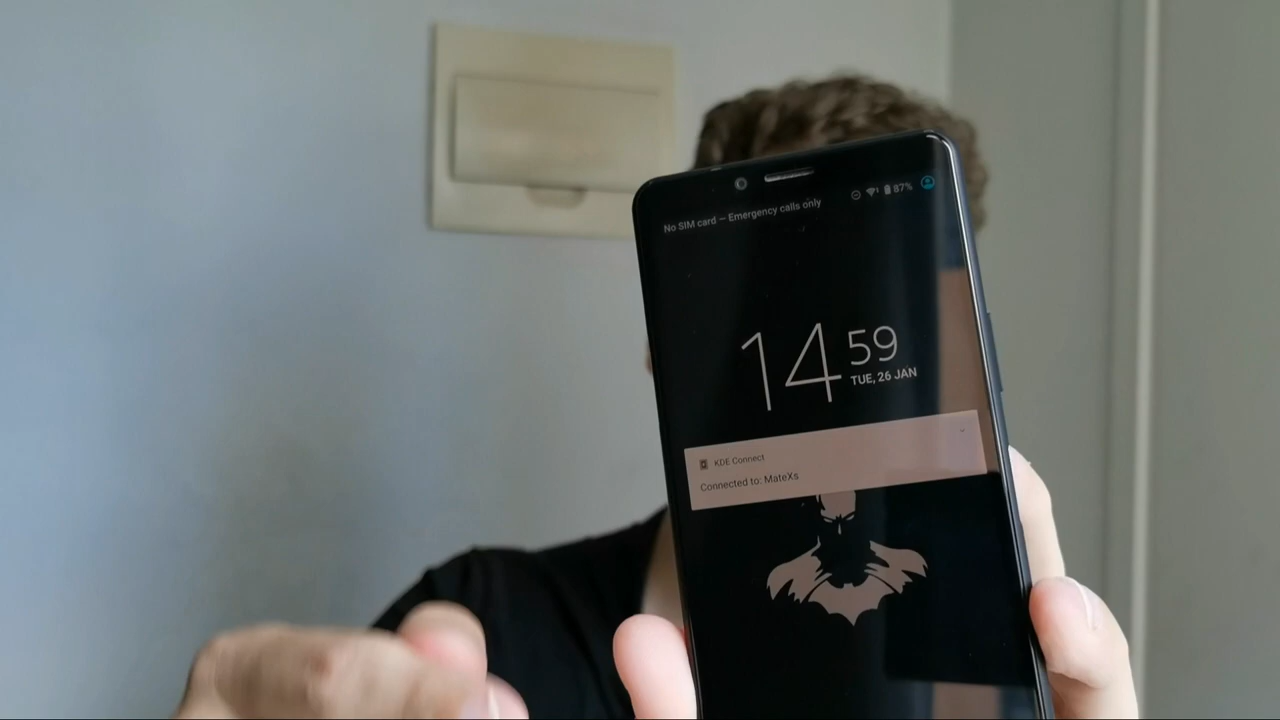 No SIM card — Emergency calls only
87%
14 59
TUE, 26 JAN
KDE Connect
Connected to: MateXs